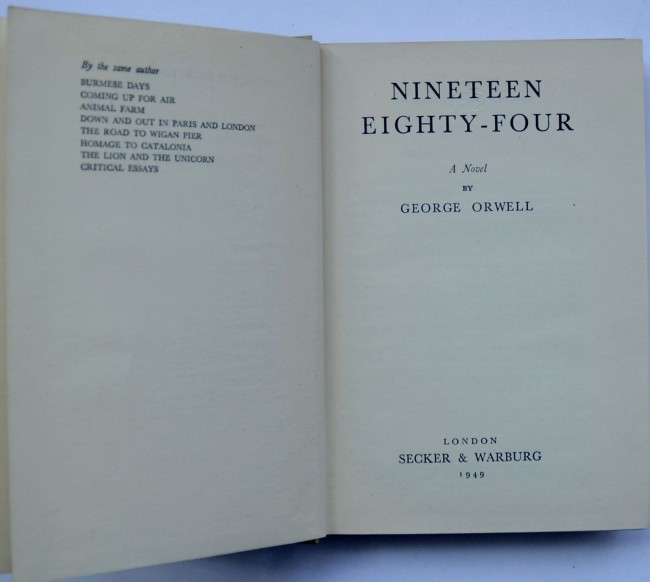 By the same author
BURMESE DAYS
COMING UP FOR AIR
ANIMAL FARM
DOWN AND OUT IN PARIS AND LONDON
THE ROAD TO WIGAN PIER
HOMAGE TO CATALONIA
THE LION AND THE UNICORN
CRITICAL ESSAYS
NINETEEN
EIGHTY-FOUR
A Novel
BY
GEORGE ORWELL
LONDON
SECKER & WARBURG
1949